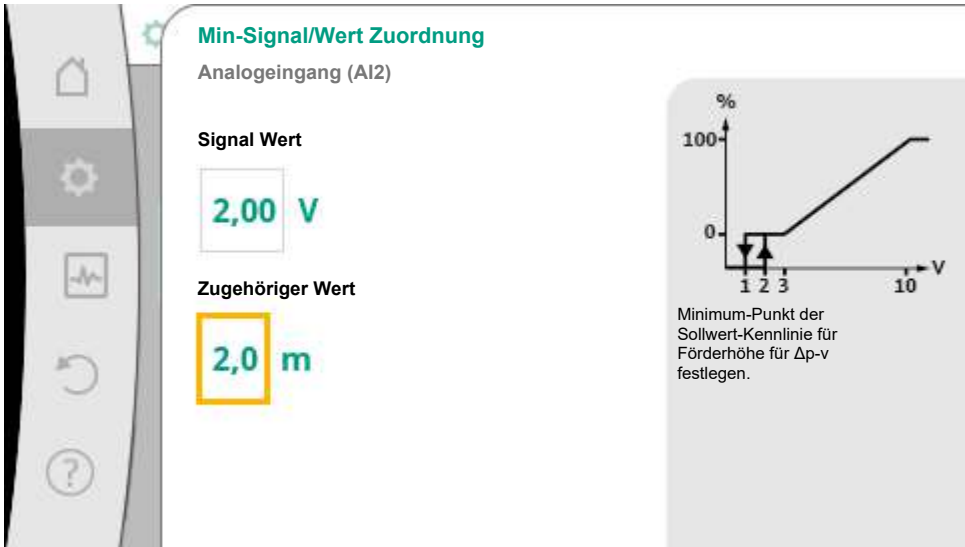 Min-Signal/Wert Zuordnung
Analogeingang (AI2)
Signal Wert
2,00 V
Zugehöriger Wert
2,0 m
%
100
0
1 2 3 10 V
Minimum-Punkt der
Sollwert-Kennlinie für
Förderhöhe für Δp-v
festlegen.
?